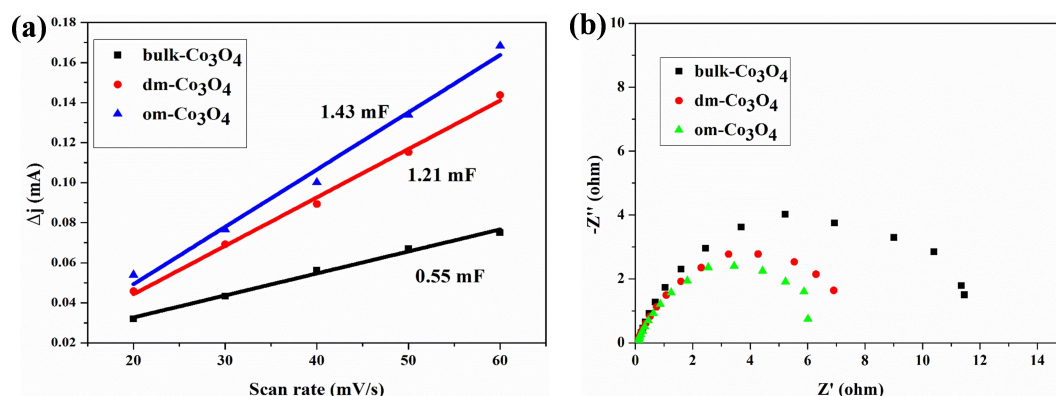 (a)
0.18
0.16
0.14
0.12
0.10
0.08
0.06
0.04
0.02
Δj (mA)
bulk-Co3O4
dm-Co3O4
om-Co3O4
1.43 mF
1.21 mF
0.55 mF
20 30 40 50 60
Scan rate (mV/s)
(b)
10
8
6
4
2
0
-Z'' (ohm)
bulk-Co3O4
dm-Co3O4
om-Co3O4
0 2 4 6 8 10 12 14
Z' (ohm)